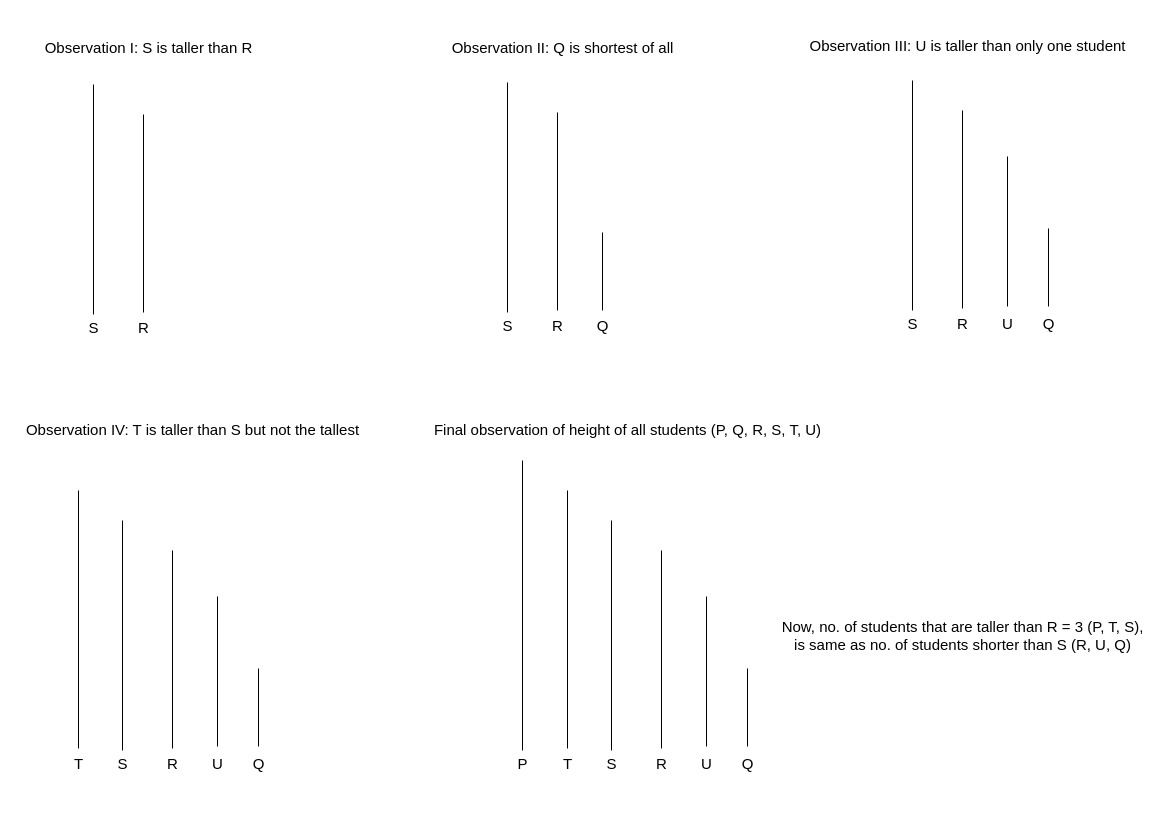 Observation I: S is taller than R
S R
Observation II: Q is shortest of all
S R Q
Observation III: U is taller than only one student
S R U Q
Observation IV: T is taller than S but not the tallest
T S R U Q
Final observation of height of all students (P, Q, R, S, T, U)
P T S R U Q
Now, no. of students that are taller than R = 3 (P, T, S),
is same as no. of students shorter than S (R, U, Q)